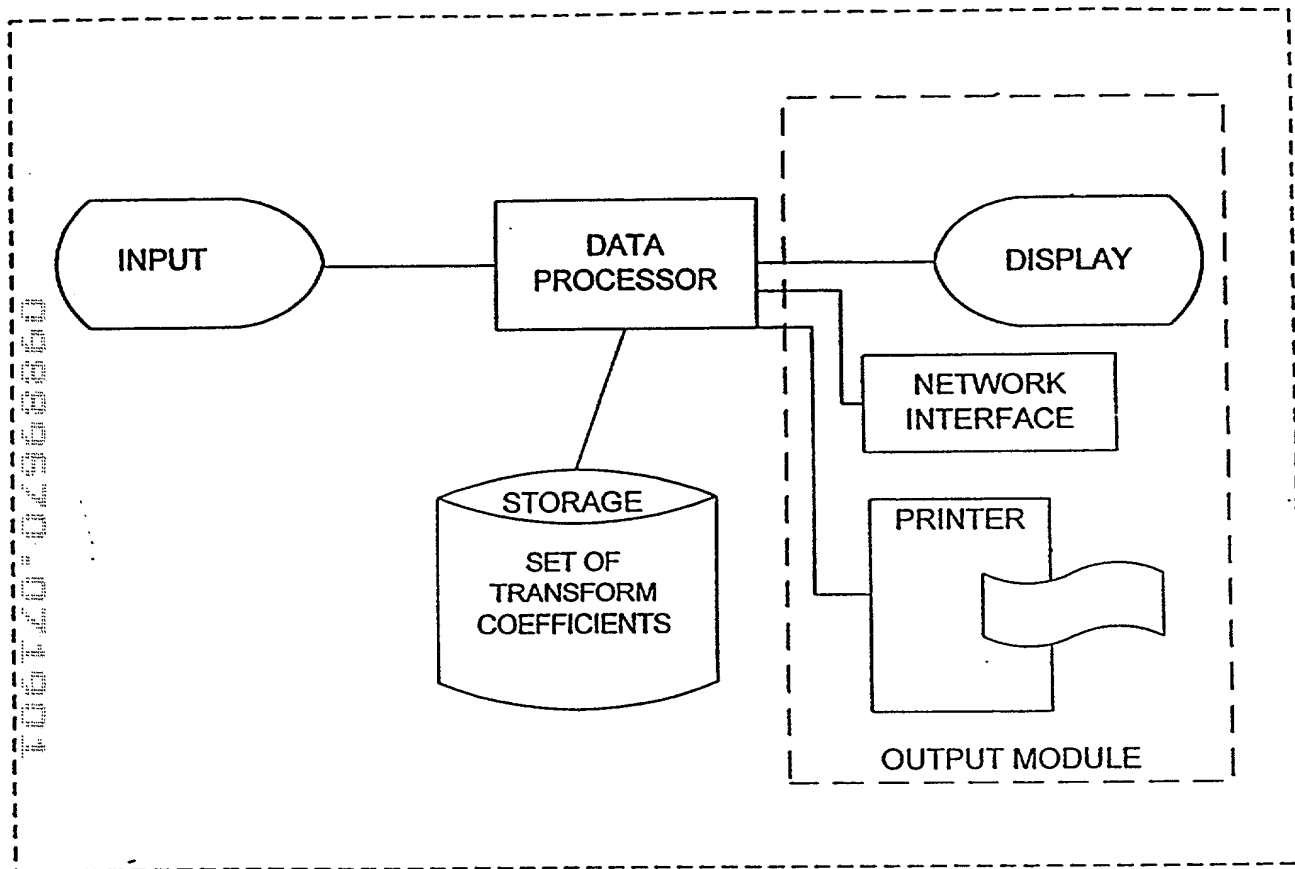 INPUT
DATA
PROCESSOR
DISPLAY
NETWORK
INTERFACE
STORAGE
SET OF
TRANSFORM
COEFFICIENTS
PRINTER
OUTPUT MODULE